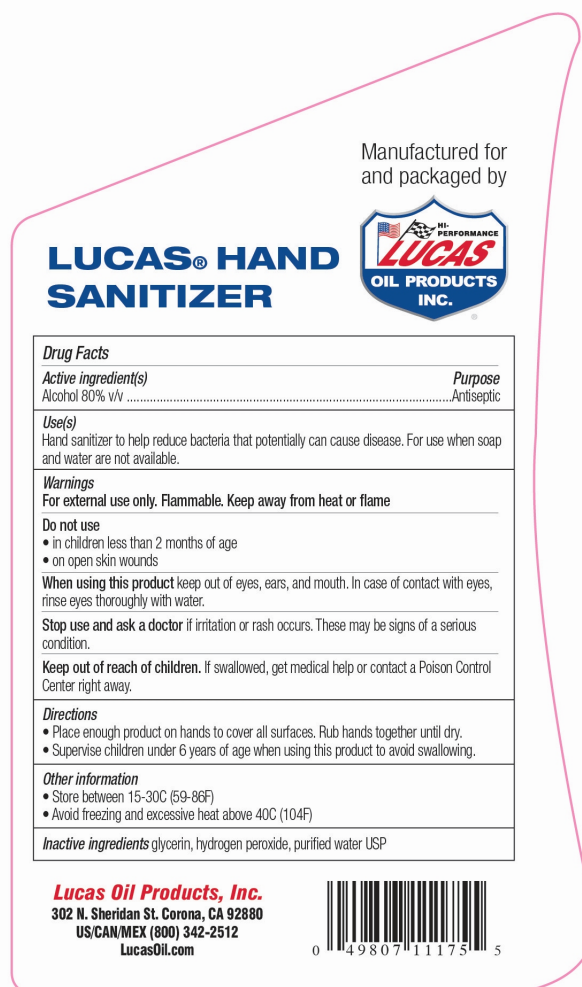 Manufactured for
and packaged by
HI-
PERFORMANCE
LUCAS
OIL PRODUCTS
INC.
®
LUCAS® HAND
SANITIZER
Drug Facts
Active ingredient(s) Purpose
Alcohol 80% v/v ....................................................................................................Antiseptic
Use(s)
Hand sanitizer to help reduce bacteria that potentially can cause disease. For use when soap
and water are not available.
Warnings
For external use only. Flammable. Keep away from heat or flame
Do not use
• in children less than 2 months of age
• on open skin wounds
When using this product keep out of eyes, ears, and mouth. In case of contact with eyes,
rinse eyes thoroughly with water.
Stop use and ask a doctor if irritation or rash occurs. These may be signs of a serious
condition.
Keep out of reach of children. If swallowed, get medical help or contact a Poison Control
Center right away.
Directions
• Place enough product on hands to cover all surfaces. Rub hands together until dry.
• Supervise children under 6 years of age when using this product to avoid swallowing.
Other information
• Store between 15-30C (59-86F)
• Avoid freezing and excessive heat above 40C (104F)
Inactive ingredients glycerin, hydrogen peroxide, purified water USP
Lucas Oil Products, Inc.
302 N. Sheridan St. Corona, CA 92880
US/CAN/MEX (800) 342-2512
LucasOil.com
0 49807 11175 5